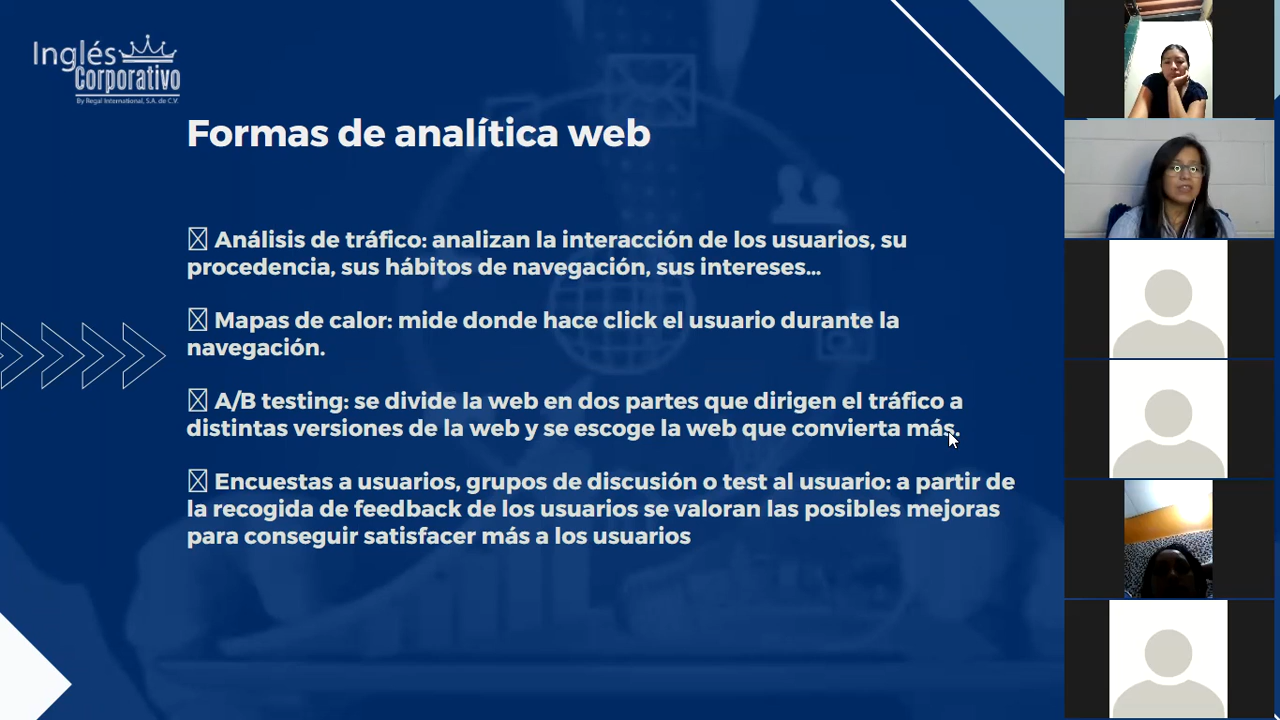 Inglés
Corporativo
By Regal International, S.A. de C.V.
Formas de analítica web
Análisis de tráfico: analizan la interacción de los usuarios, su
procedencia, sus hábitos de navegación, sus intereses...
Mapas de calor: mide donde hace click el usuario durante la
navegación.
A/B testing: se divide la web en dos partes que dirigen el tráfico a
distintas versiones de la web y se escoge la web que convierta más.
Encuestas a usuarios, grupos de discusión o test al usuario: a partir de
la recogida de feedback de los usuarios se valoran las posibles mejoras
para conseguir satisfacer más a los usuarios